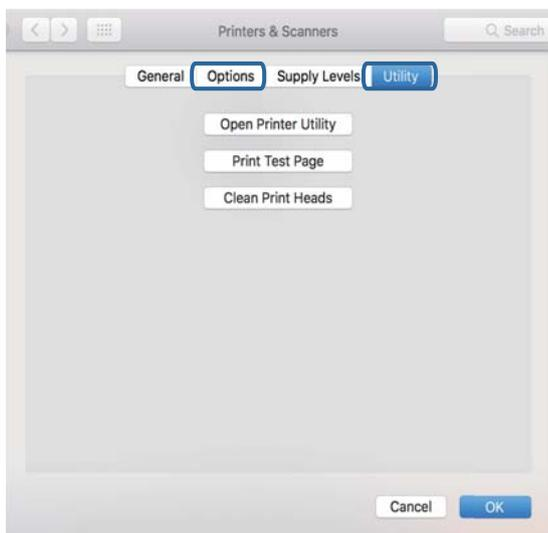 Printers & Scanners
Search
General Options Supply Levels Utility
Open Printer Utility
Print Test Page
Clean Print Heads
Cancel OK